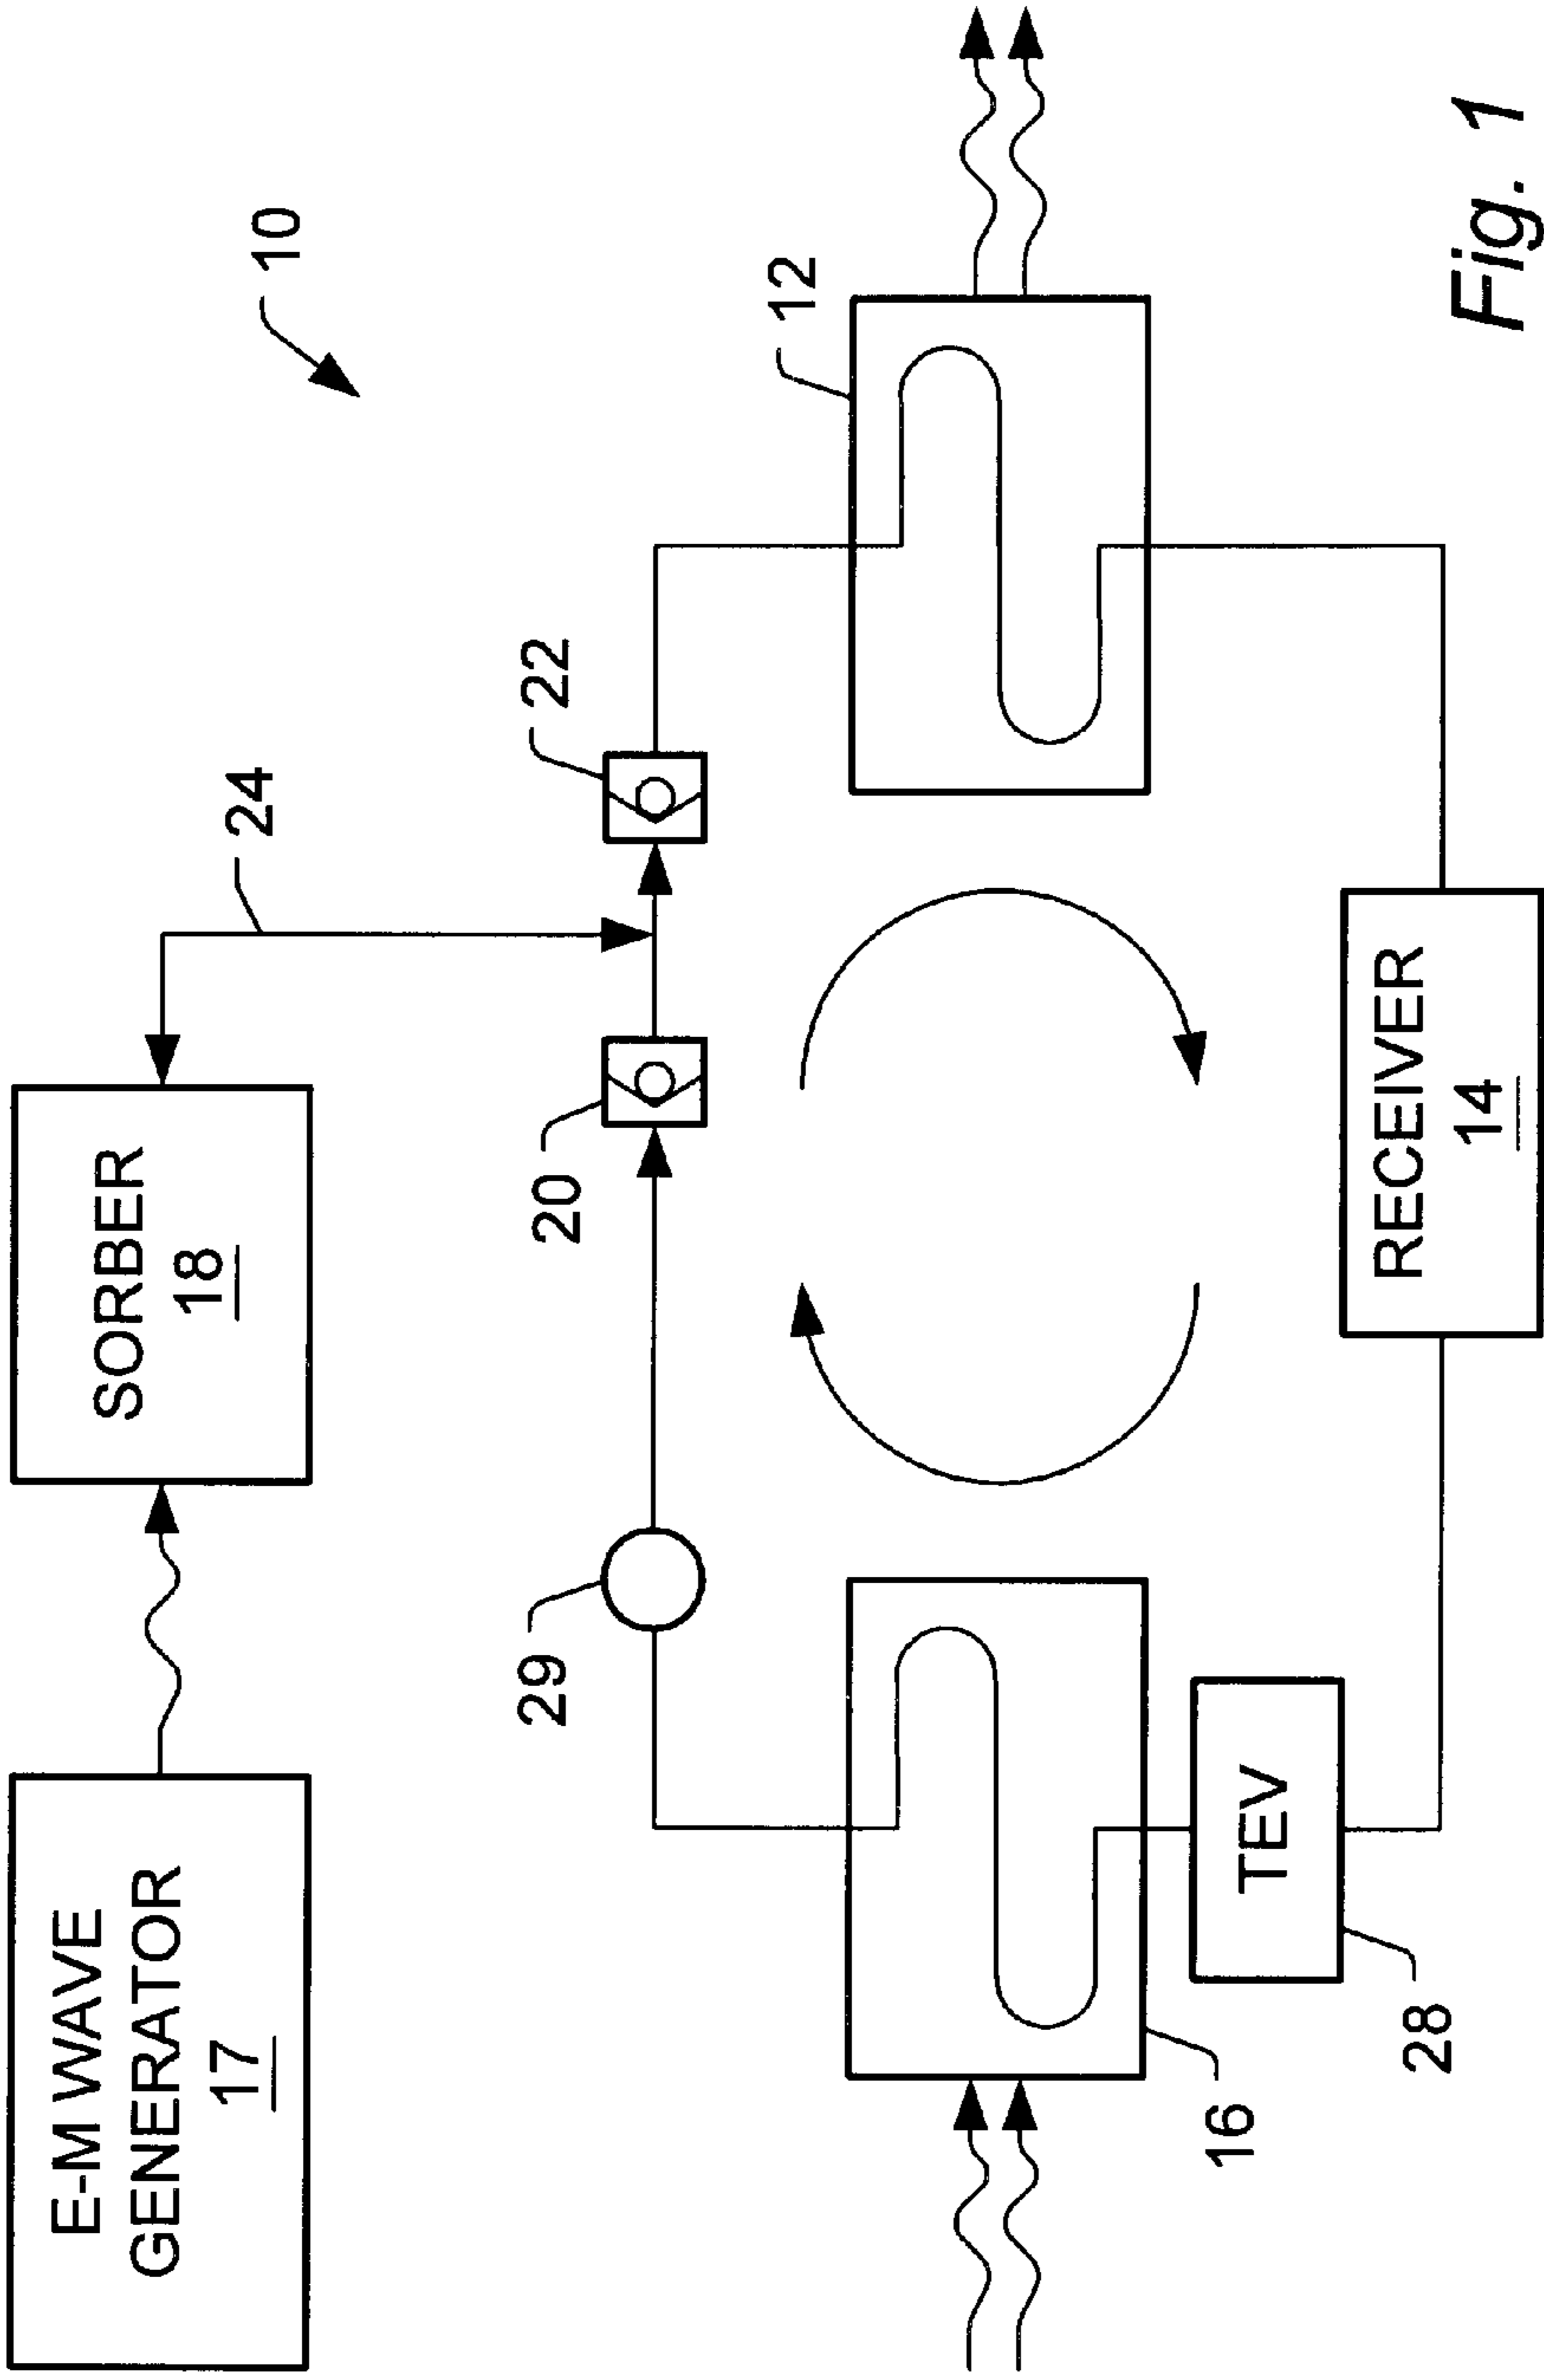 E-M WAVE
GENERATOR
17
SORBER
18
24
10
29
20
22
12
16
TEV
28
RECEIVER
14
Fig. 1